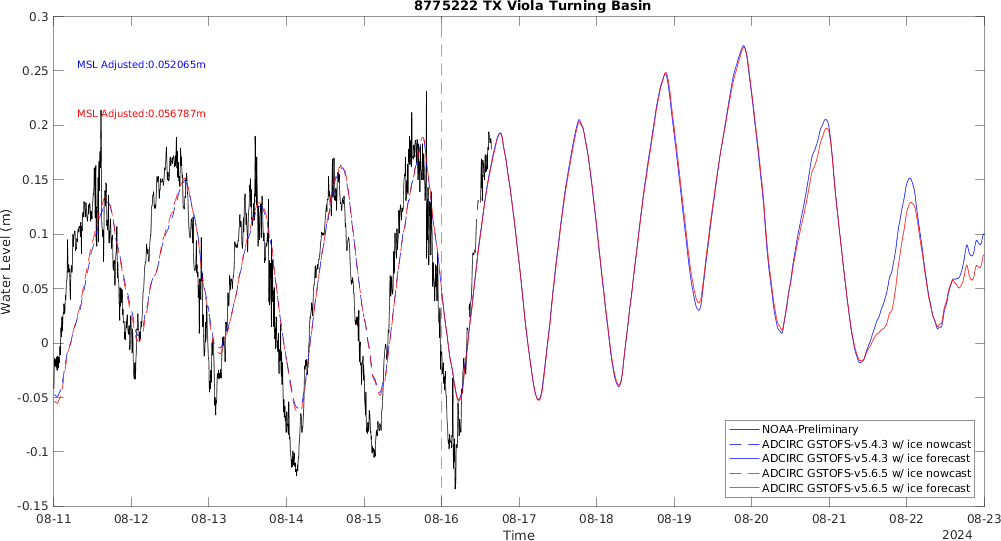 8775222 TX Viola Turning Basin
MSL Adjusted:0.052065m
MSL Adjusted:0.056787m
Water Level (m)
0.3
0.25
0.2
0.15
0.1
0.05
0
-0.05
-0.1
-0.15
NOAA-Preliminary
ADCIRC GSTOFS-v5.4.3 w/ ice nowcast
ADCIRC GSTOFS-v5.4.3 w/ ice forecast
ADCIRC GSTOFS-v5.6.5 w/ ice nowcast
ADCIRC GSTOFS-v5.6.5 w/ ice forecast
08-11 08-12 08-13 08-14 08-15 08-16 08-17 08-18 08-19 08-20 08-21 08-22 08-23
Time
2024